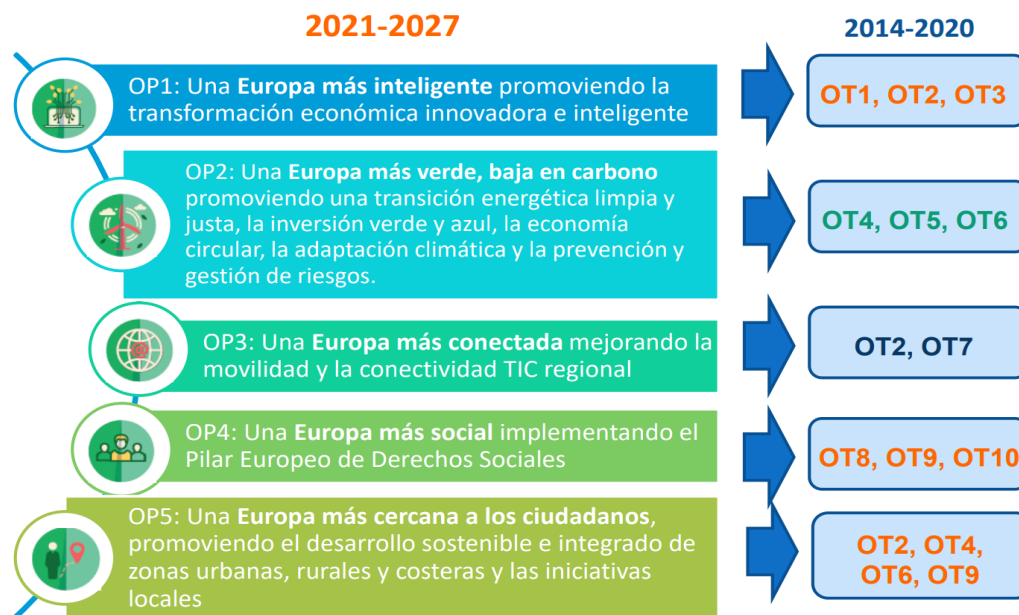 2021-2027
2014-2020
OP1: Una Europa más inteligente promoviendo la
transformación económica innovadora e inteligente
OT1, OT2, OT3
OP2: Una Europa más verde, baja en carbono
promoviendo una transición energética limpia y
justa, la inversión verde y azul, la economía
circular, la adaptación climática y la prevención y
gestión de riesgos.
OT4, OT5, OT6
OP3: Una Europa más conectada mejorando la
movilidad y la conectividad TIC regional
OT2, OT7
OP4: Una Europa más social implementando el
Pilar Europeo de Derechos Sociales
OT8, OT9, OT10
OP5: Una Europa más cercana a los ciudadanos,
promoviendo el desarrollo sostenible e integrado de
zonas urbanas, rurales y costeras y las iniciativas
locales
OT2, OT4,
OT6, OT9